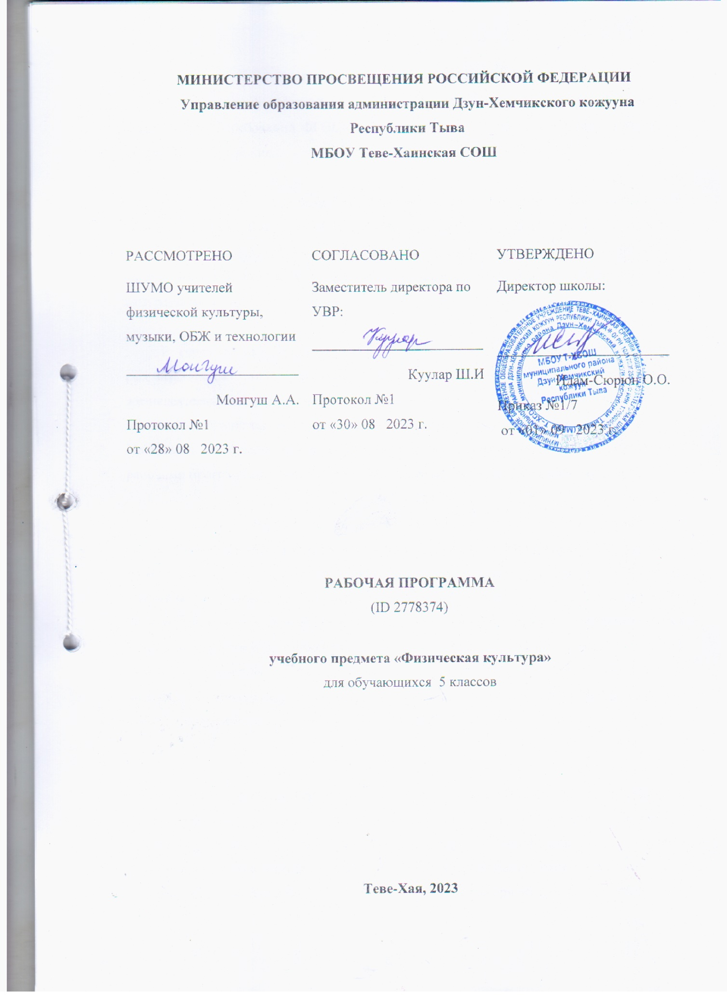 МИНИСТЕРСТВО ПРОСВЕЩЕНИЯ РОССИЙСКОЙ ФЕДЕРАЦИИ
Управление образования администрации Дзун-Хемчикского кожууна
Республики Тыва
МБОУ Теве-Хаинская СОШ
РАССМОТРЕНО
ШУМО учителей
физической культуры,
музыки, ОБЖ и технологии
Монгуш
Монгуш А.А.
Протокол №1
от «28» 08 2023 г.
СОГЛАСОВАНО
Заместитель директора по
УВР:
Куулар
Куулар Ш.И
Протокол №1
от «30» 08 2023 г.
УТВЕРЖДЕНО
Директор школы:
Идам-Сюрюн О.О.
Приказ №1/7
от «01» 09 2023 г.
МБОУ Т-ХСОШ
муниципального района
Дзун-Хемчикский
кожуун
Республики Тыва
РАБОЧАЯ ПРОГРАММА
(ID 2778374)
учебного предмета «Физическая культура»
для обучающихся 5 классов
Теве-Хая, 2023